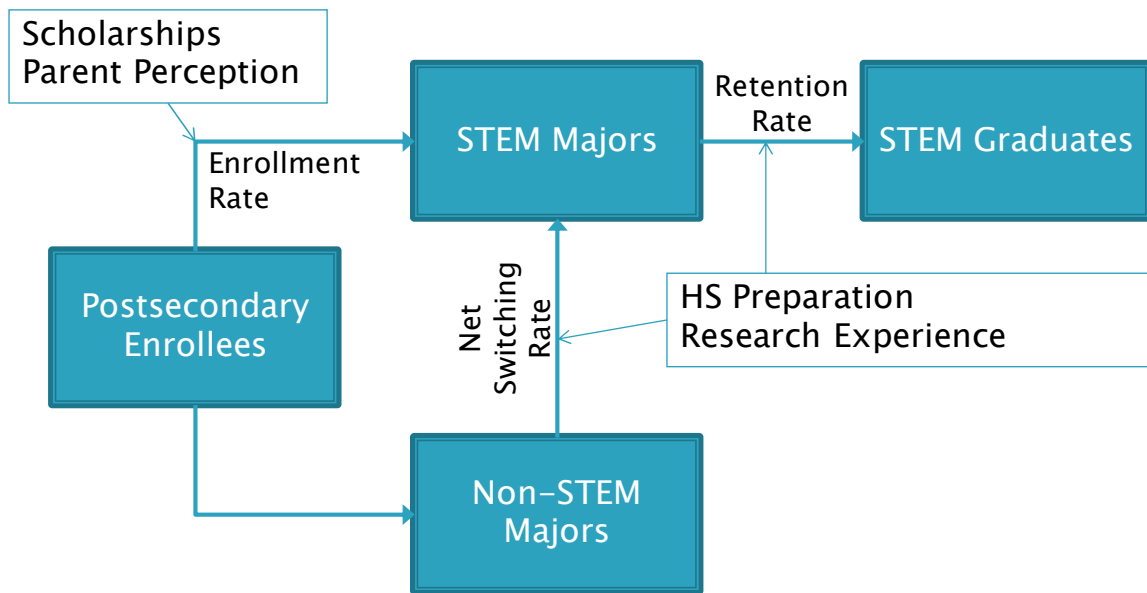 Scholarships
Parent Perception
STEM Majors
Retention
Rate
STEM Graduates
Enrollment
Rate
Postsecondary
Enrollees
Net
Switching
Rate
HS Preparation
Research Experience
Non-STEM
Majors